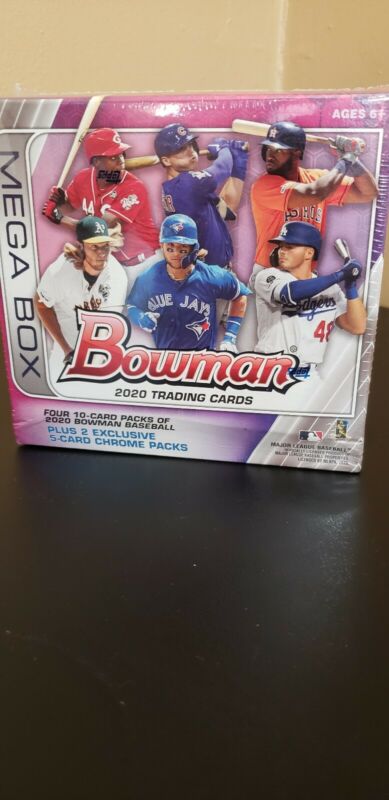 AGES 6+
MEGA BOX
44
BLUE JAYS
Dodgers
48
Bowman
2020 TRADING CARDS
FOUR 10-CARD PACKS OF
2020 BOWMAN BASEBALL
PLUS 2 EXCLUSIVE
5-CARD CHROME PACKS
MAJOR LEAGUE BASEBALL